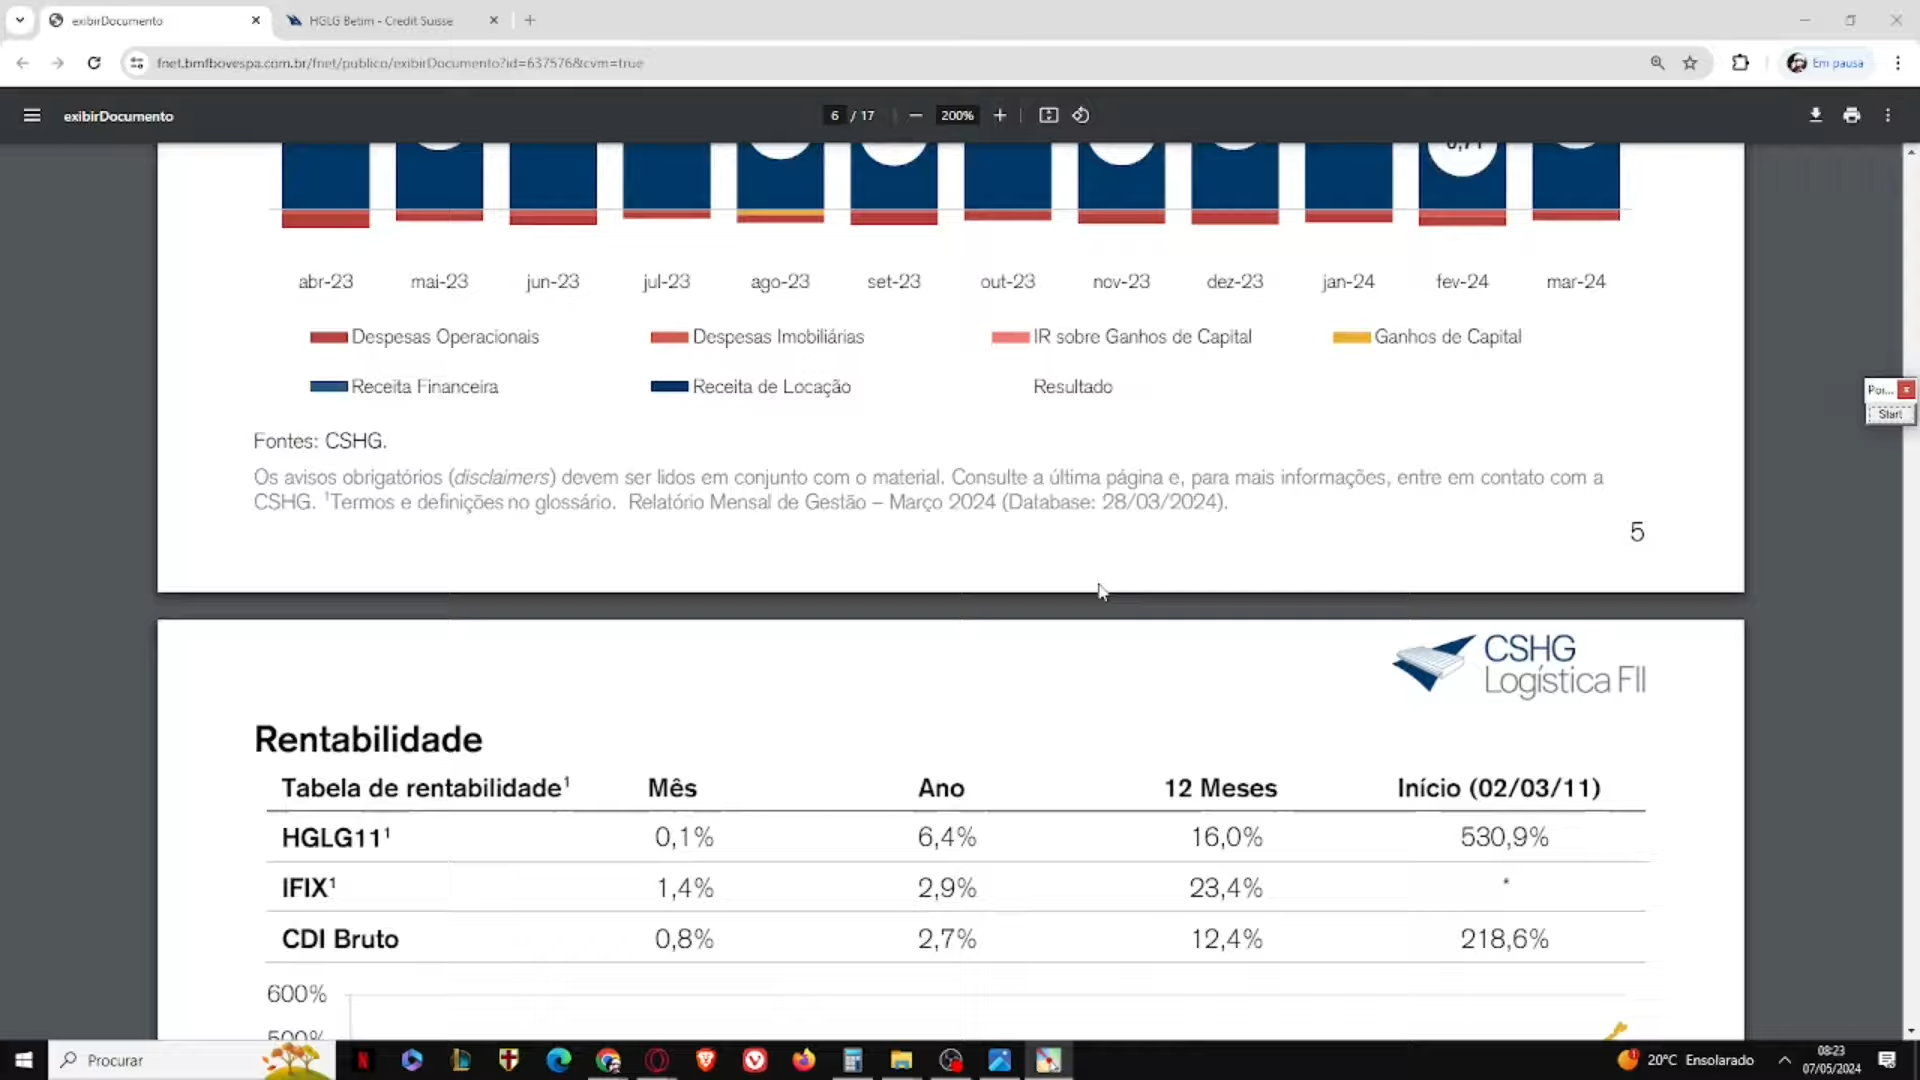 exibirDocumento
HGLG Betim - Credit Suisse
fnet.bmfbovespa.com.br/fnet/publico/exibirDocumento?id=637576&cvm=true
Em pausa
exibirDocumento
6 / 17
200%
0,71
abr-23 mai-23 jun-23 jul-23 ago-23 set-23 out-23 nov-23 dez-23 jan-24 fev-24 mar-24
Despesas Operacionais Despesas Imobiliárias IR sobre Ganhos de Capital Ganhos de Capital
Receita Financeira Receita de Locação Resultado
Poi...
Start
Fontes: CSHG.
Os avisos obrigatórios (disclaimers) devem ser lidos em conjunto com o material. Consulte a última página e, para mais informações, entre em contato com a
CSHG. ¹Termos e definições no glossário. Relatório Mensal de Gestão – Março 2024 (Database: 28/03/2024).
5
CSHG
Logística FII
Rentabilidade
Tabela de rentabilidade¹ Mês Ano 12 Meses Início (02/03/11)
HGLG11¹ 0,1% 6,4% 16,0% 530,9%
IFIX¹ 1,4% 2,9% 23,4% *
CDI Bruto 0,8% 2,7% 12,4% 218,6%
600%
500%
Procurar
20°C Ensolarado
08:23
07/05/2024